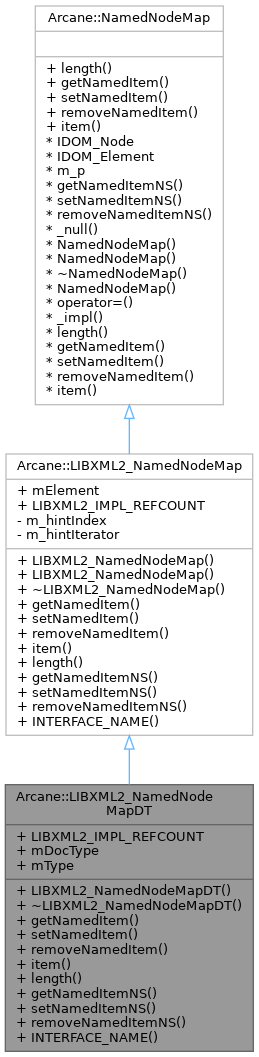 Arcane::NamedNodeMap
+ length()
+ getNamedItem()
+ setNamedItem()
+ removeNamedItem()
+ item()
* IDOM_Node
* IDOM_Element
* m_p
* getNamedItemNS()
* setNamedItemNS()
* removeNamedItemNS()
* _null()
* NamedNodeMap()
* NamedNodeMap()
* ~NamedNodeMap()
* NamedNodeMap()
* operator=()
* _impl()
* length()
* getNamedItem()
* setNamedItem()
* removeNamedItem()
* item()
Arcane::LIBXML2_NamedNodeMap
+ mElement
+ LIBXML2_IMPL_REFCOUNT
- m_hintIndex
- m_hintIterator
+ LIBXML2_NamedNodeMap()
+ LIBXML2_NamedNodeMap()
+ ~LIBXML2_NamedNodeMap()
+ getNamedItem()
+ setNamedItem()
+ removeNamedItem()
+ item()
+ length()
+ getNamedItemNS()
+ setNamedItemNS()
+ removeNamedItemNS()
+ INTERFACE_NAME()
Arcane::LIBXML2_NamedNode
MapDT
+ LIBXML2_IMPL_REFCOUNT
+ mDocType
+ mType
+ LIBXML2_NamedNodeMapDT()
+ ~LIBXML2_NamedNodeMapDT()
+ getNamedItem()
+ setNamedItem()
+ removeNamedItem()
+ item()
+ length()
+ getNamedItemNS()
+ setNamedItemNS()
+ removeNamedItemNS()
+ INTERFACE_NAME()